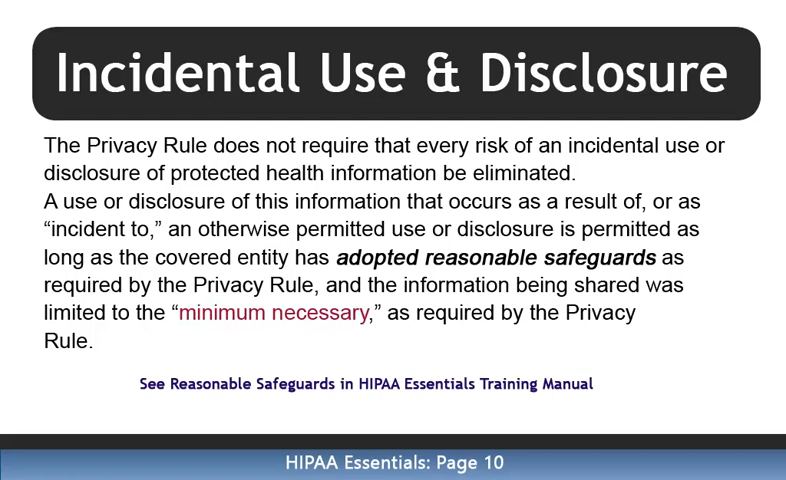 Incidental Use & Disclosure
The Privacy Rule does not require that every risk of an incidental use or
disclosure of protected health information be eliminated.
A use or disclosure of this information that occurs as a result of, or as
“incident to,” an otherwise permitted use or disclosure is permitted as
long as the covered entity has adopted reasonable safeguards as
required by the Privacy Rule, and the information being shared was
limited to the “minimum necessary,” as required by the Privacy
Rule.
See Reasonable Safeguards in HIPAA Essentials Training Manual
HIPAA Essentials: Page 10